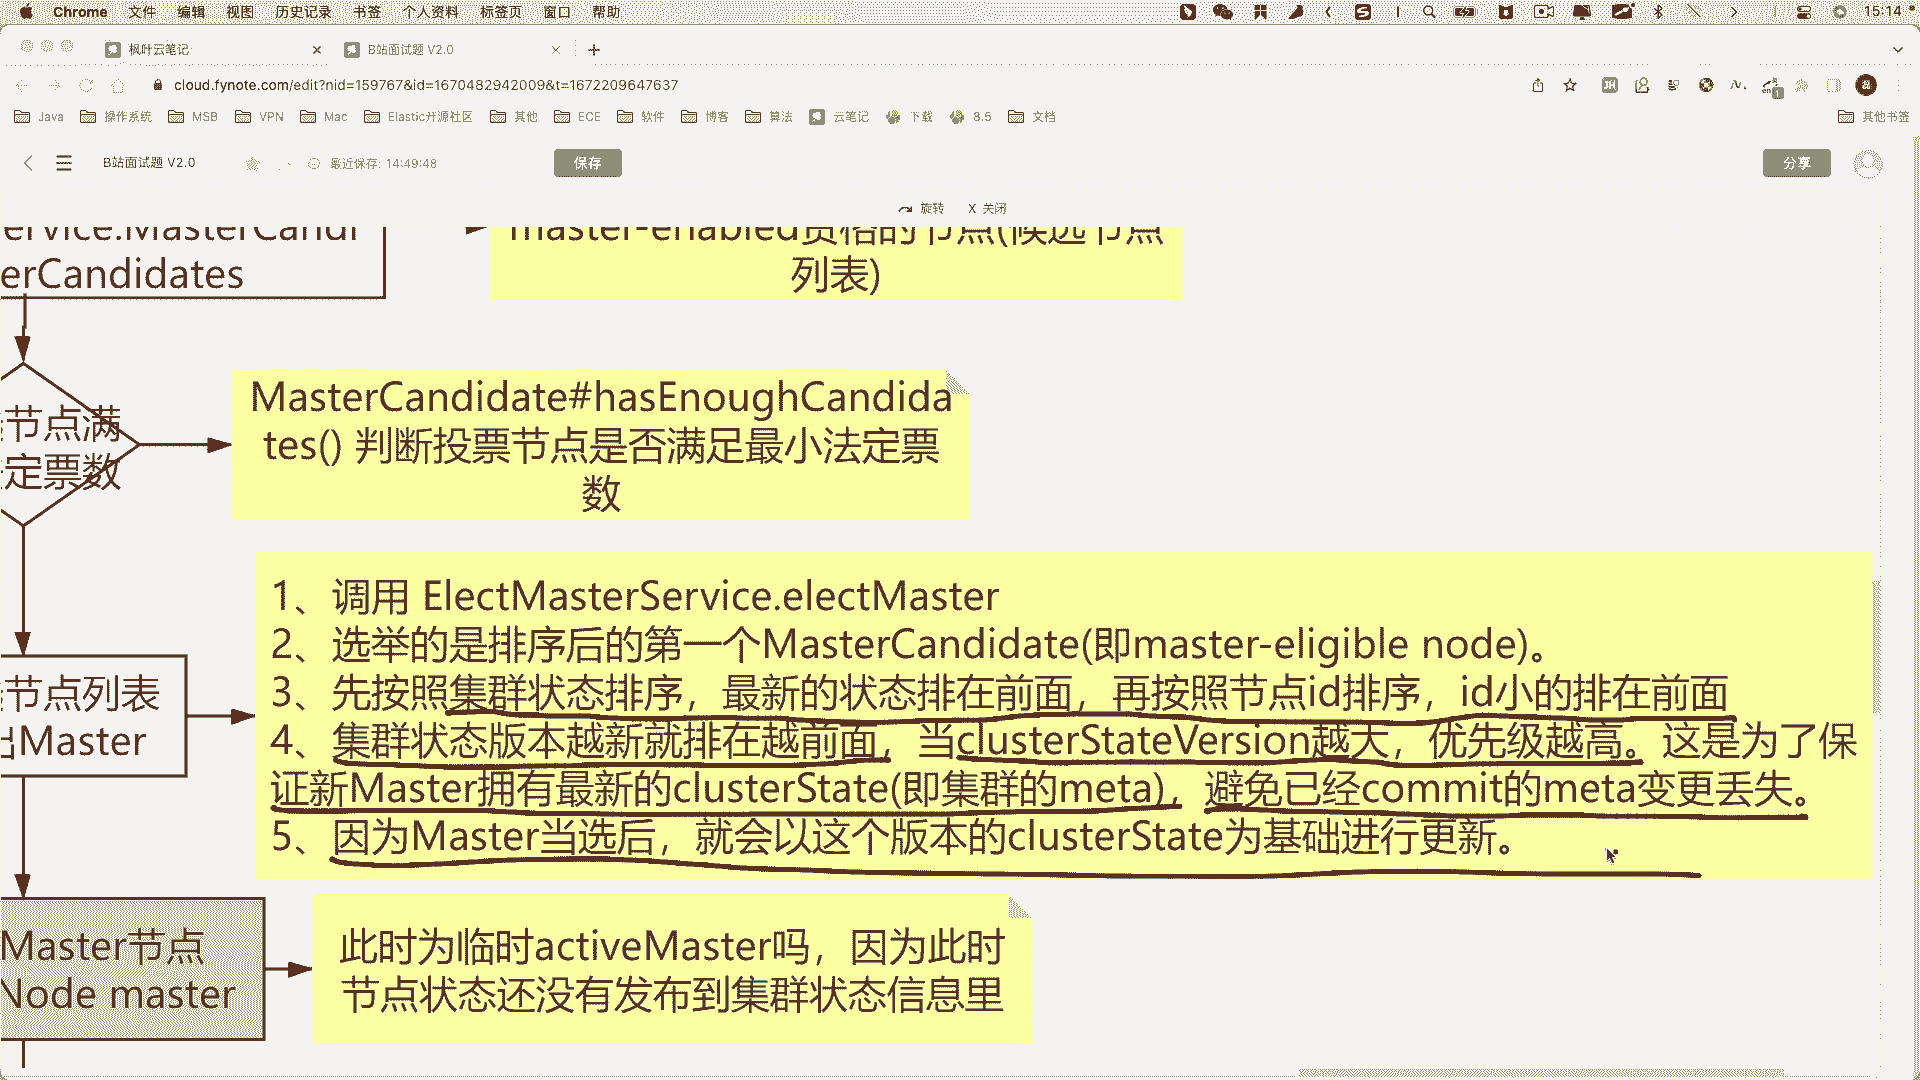 Chrome 文件 编辑 视图 历史记录 书签 个人资料 标签页 窗口 帮助 15:14
枫叶云笔记 B站面试题 V2.0
cloud.fynote.com/edit?nid=159767&id=1670482942009&t=1672209647637
Java 操作系统 MSB VPN Mac Elastic开源社区 其他 ECE 软件 博客 算法 云笔记 下载 8.5 文档 其他书签
B站面试题 V2.0 最近保存: 14:49:48 保存 分享
旋转 X 关闭
ervice.MasterCandi
erCandidates
master-enabled资格的节点(候选节点
列表)
节点满
定票数
MasterCandidate#hasEnoughCandida
tes() 判断投票节点是否满足最小法定票
数
1、调用 ElectMasterService.electMaster
2、选举的是排序后的第一个MasterCandidate(即master-eligible node)。
3、先按照集群状态排序，最新的状态排在前面，再按照节点id排序，id小的排在前面
4、集群状态版本越新就排在越前面，当clusterStateVersion越大，优先级越高。这是为了保
证新Master拥有最新的clusterState(即集群的meta)，避免已经commit的meta变更丢失。
5、因为Master当选后，就会以这个版本的clusterState为基础进行更新。
节点列表
出Master
Master节点
Node master
此时为临时activeMaster吗，因为此时
节点状态还没有发布到集群状态信息里